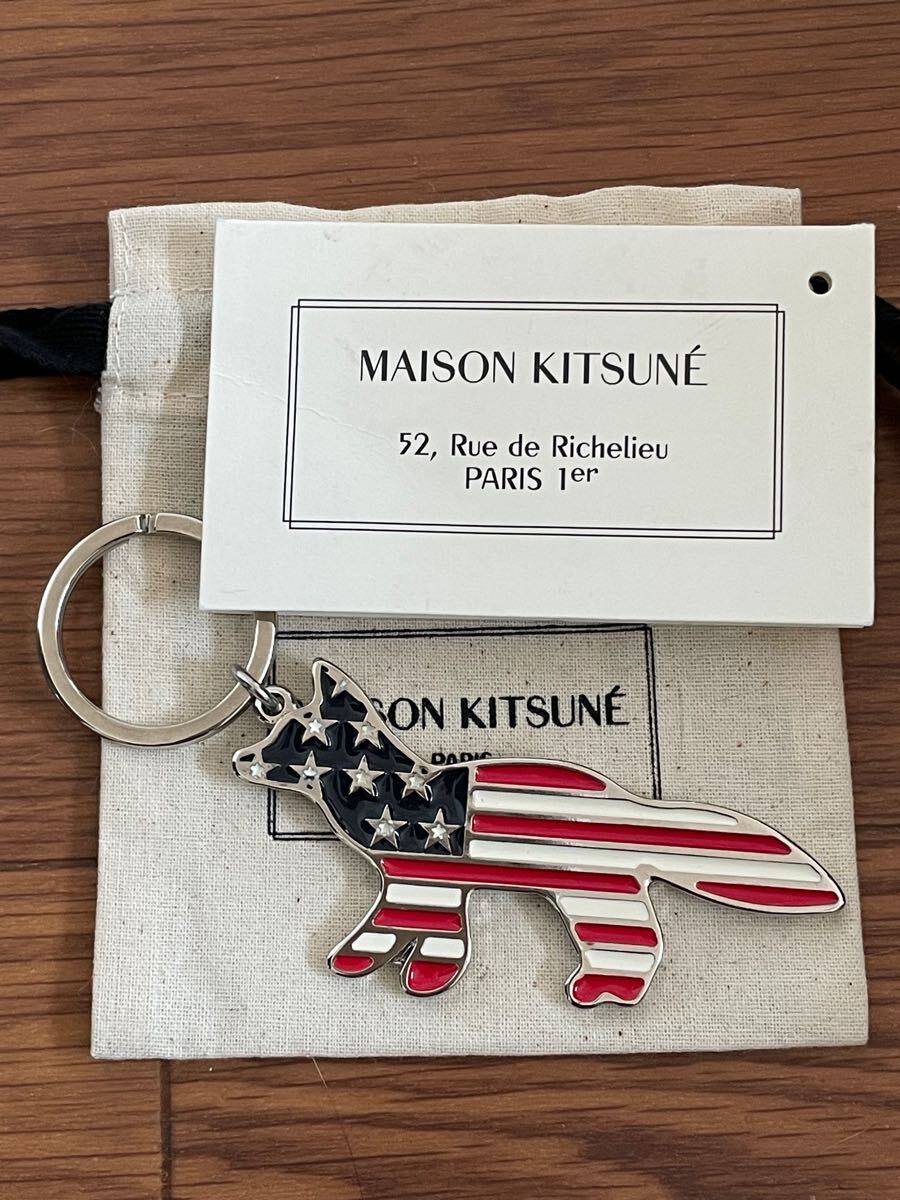 MAISON KITSUNÉ
52, Rue de Richelieu
PARIS 1er
SON KITSUNÉ
PARIS